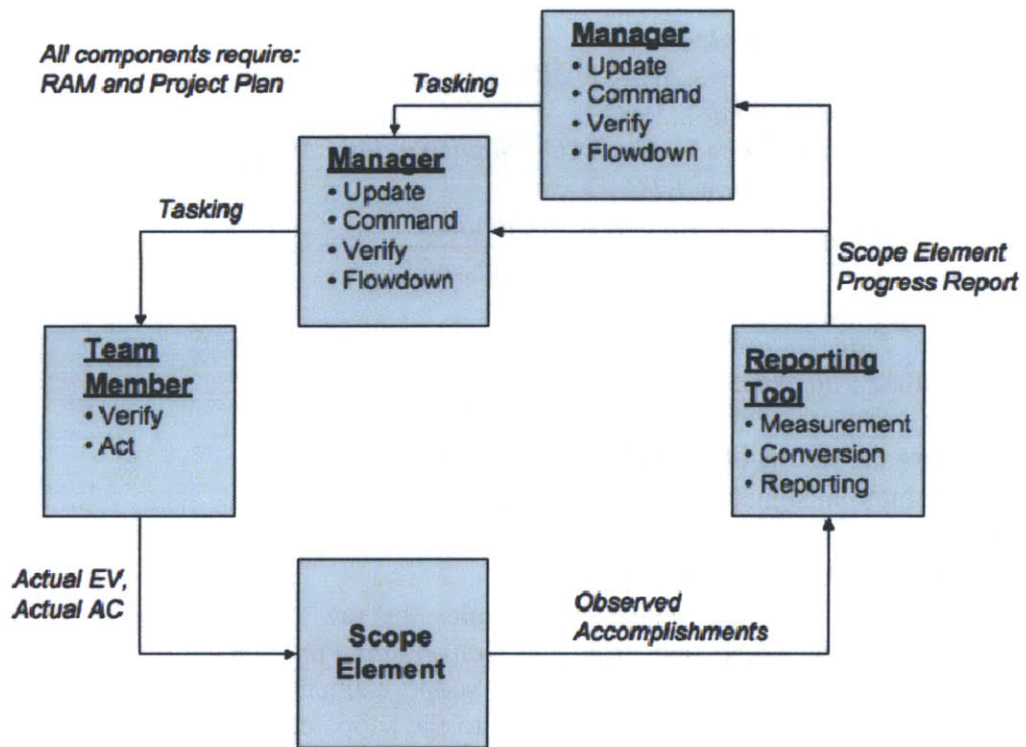 All components require:
RAM and Project Plan
Manager
• Update
• Command
• Verify
• Flowdown
Tasking
Manager
• Update
• Command
• Verify
• Flowdown
Tasking
Team
Member
• Verify
• Act
Scope Element
Progress Report
Reporting
Tool
• Measurement
• Conversion
• Reporting
Actual EV,
Actual AC
Scope
Element
Observed
Accomplishments